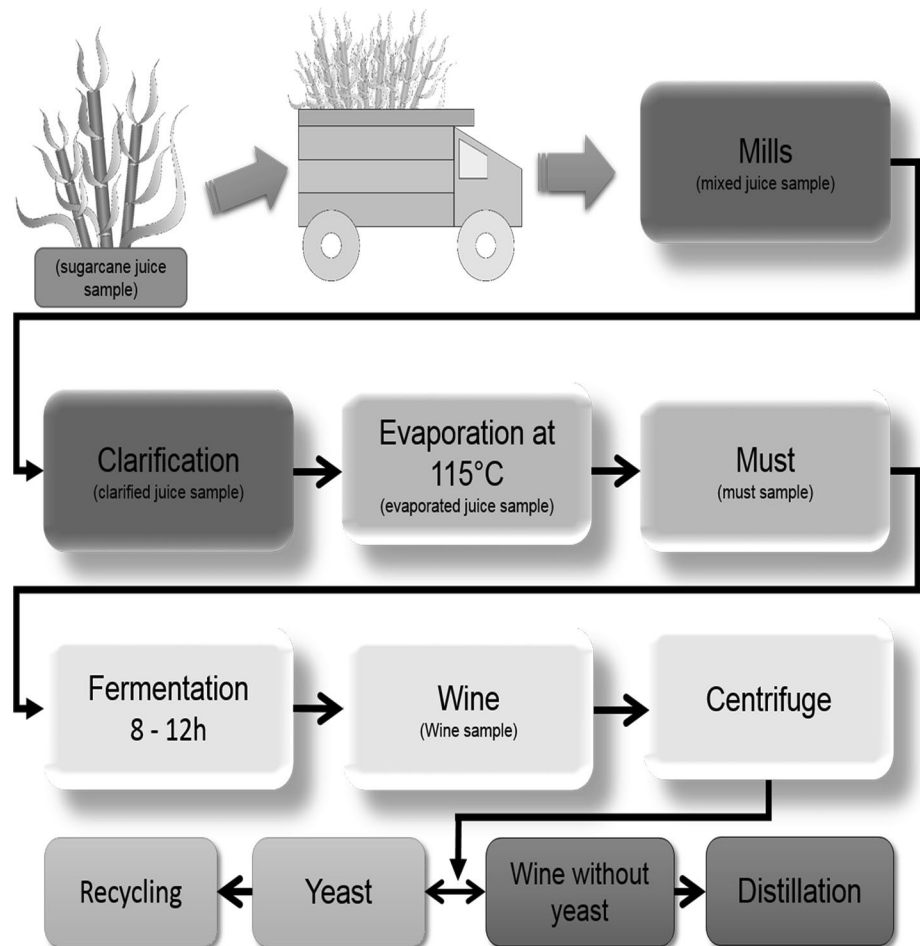 (sugarcane juice
sample)
Mills
(mixed juice sample)
Clarification
(clarified juice sample)
Evaporation at
115°C
(evaporated juice sample)
Must
(must sample)
Fermentation
8 - 12h
Wine
(Wine sample)
Centrifuge
Recycling
Yeast
Wine without
yeast
Distillation